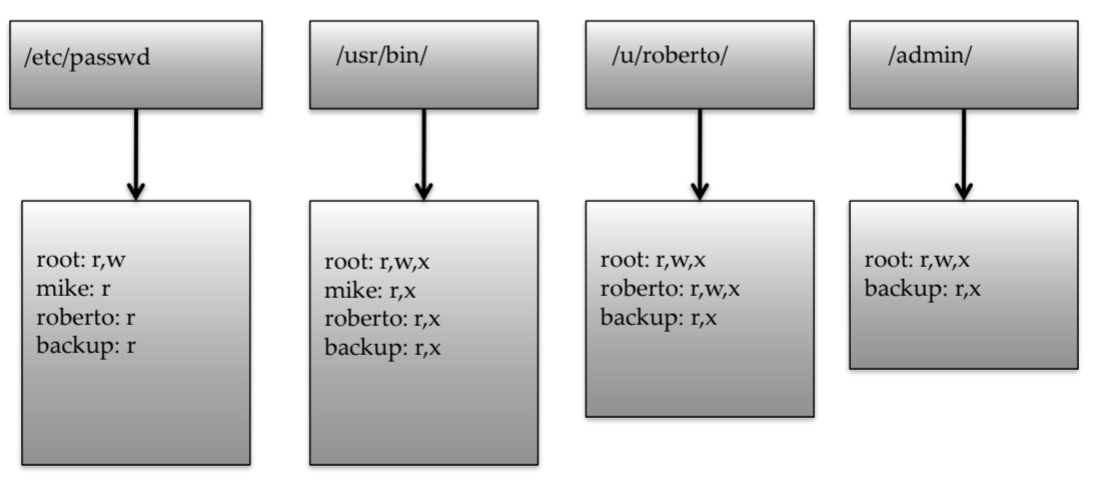 /etc/passwd
/usr/bin/
/u/roberto/
/admin/
root: r,w
mike: r
roberto: r
backup: r
root: r,w,x
mike: r,x
roberto: r,x
backup: r,x
root: r,w,x
roberto: r,w,x
backup: r,x
root: r,w,x
backup: r,x